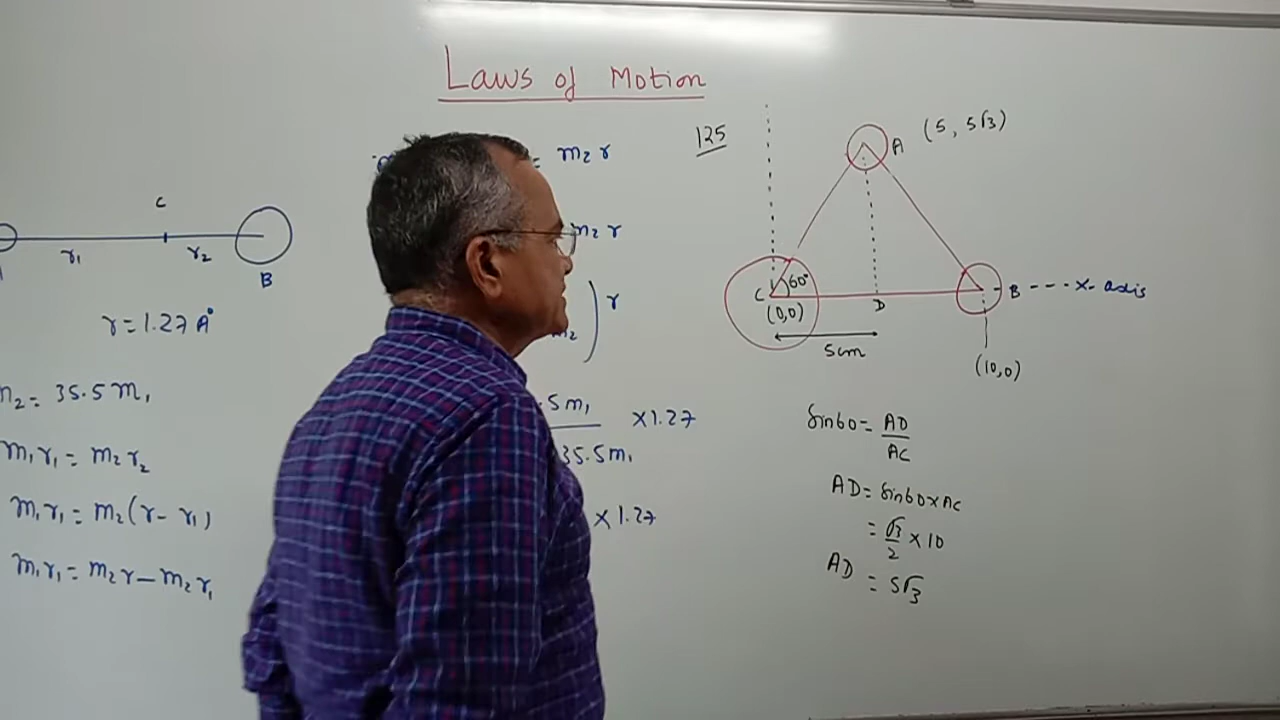 Laws of Motion
C
r₁ r₂
B
r = 1.27 A°
m₂ = 35.5 m₁
m₁r₁ = m₂r₂
m₁r₁ = m₂(r - r₁)
m₁r₁ = m₂r - m₂r₁
= m₂ r
m₂ r
) r
m₂
.5m₁ × 1.27
35.5m₁
× 1.27
125
A (5, 5√3)
C 60° D B - - - x-axis
(0,0)
5cm
(10,0)
Sin60 = AD
AC
AD = Sin60 × AC
= √3/2 × 10
AD = 5√3